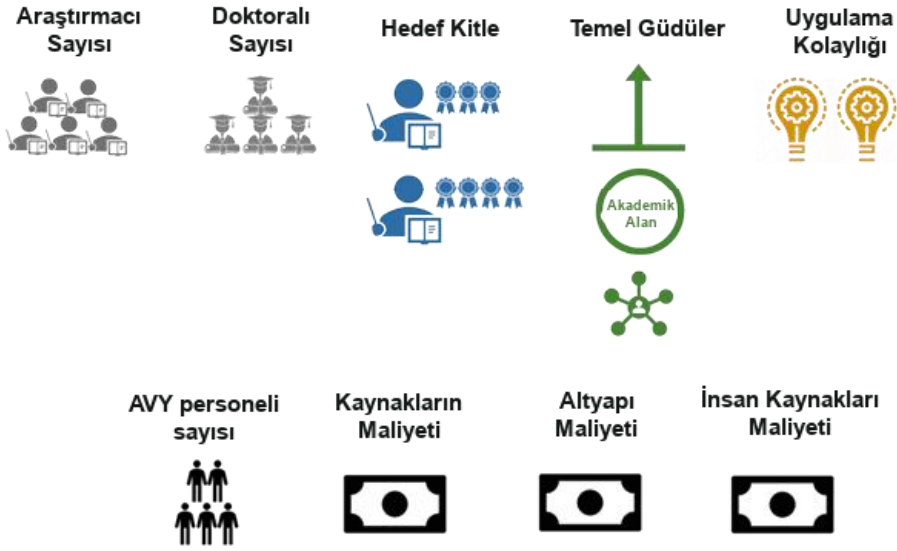 Araştırmacı
Sayısı
Doktoralı
Sayısı
Hedef Kitle
Temel Güdüler
Uygulama
Kolaylığı
Akademik
Alan
AVY personeli
sayısı
Kaynakların
Maliyeti
Altyapı
Maliyeti
İnsan Kaynakları
Maliyeti